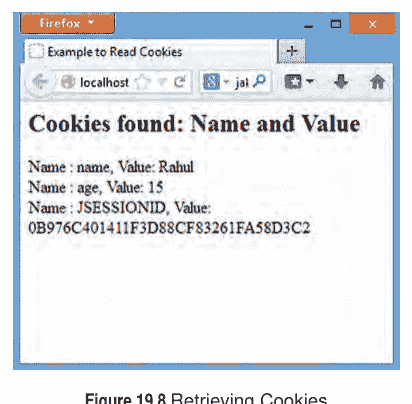 Firefox
Example to Read Cookies
localhost
jal
Cookies found: Name and Value
Name : name, Value: Rahul
Name : age, Value: 15
Name : JSESSIONID, Value:
0B976C401411F3D88CF83261FA58D3C2
Figure 19.8 Retrieving Cookies